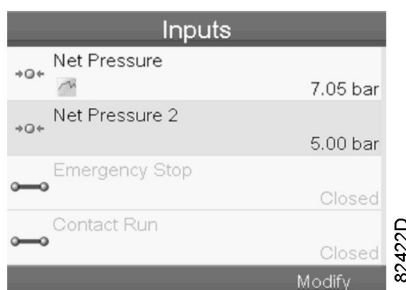 Inputs
Net Pressure
7.05 bar
Net Pressure 2
5.00 bar
Emergency Stop
Closed
Contact Run
Closed
Modify
82422D